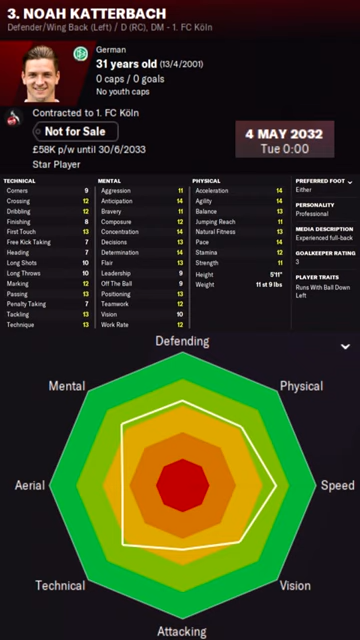 3. NOAH KATTERBACH
Defender/Wing Back (Left) / D (RC), DM - 1. FC Köln
German
31 years old (13/4/2001)
0 caps / 0 goals
No youth caps
Contracted to 1. FC Köln
Not for Sale
£58K p/w until 30/6/2033
Star Player
4 MAY 2032
Tue 0:00
TECHNICAL
Corners 9
Crossing 12
Dribbling 12
Finishing 8
First Touch 13
Free Kick Taking 7
Heading 7
Long Shots 10
Long Throws 10
Marking 12
Passing 13
Penalty Taking 7
Tackling 13
Technique 13
MENTAL
Aggression 11
Anticipation 14
Bravery 11
Composure 12
Concentration 14
Decisions 13
Determination 14
Flair 13
Leadership 9
Off The Ball 9
Positioning 13
Teamwork 12
Vision 10
Work Rate 12
PHYSICAL
Acceleration 14
Agility 14
Balance 13
Jumping Reach 11
Natural Fitness 13
Pace 14
Stamina 12
Strength 11
Height 5'11"
Weight 11 st 9 lbs
PREFERRED FOOT
Either
PERSONALITY
Professional
MEDIA DESCRIPTION
Experienced full-back
GOALKEEPER RATING
3
PLAYER TRAITS
Runs With Ball Down
Left
Defending
Mental
Physical
Aerial
Speed
Technical
Vision
Attacking